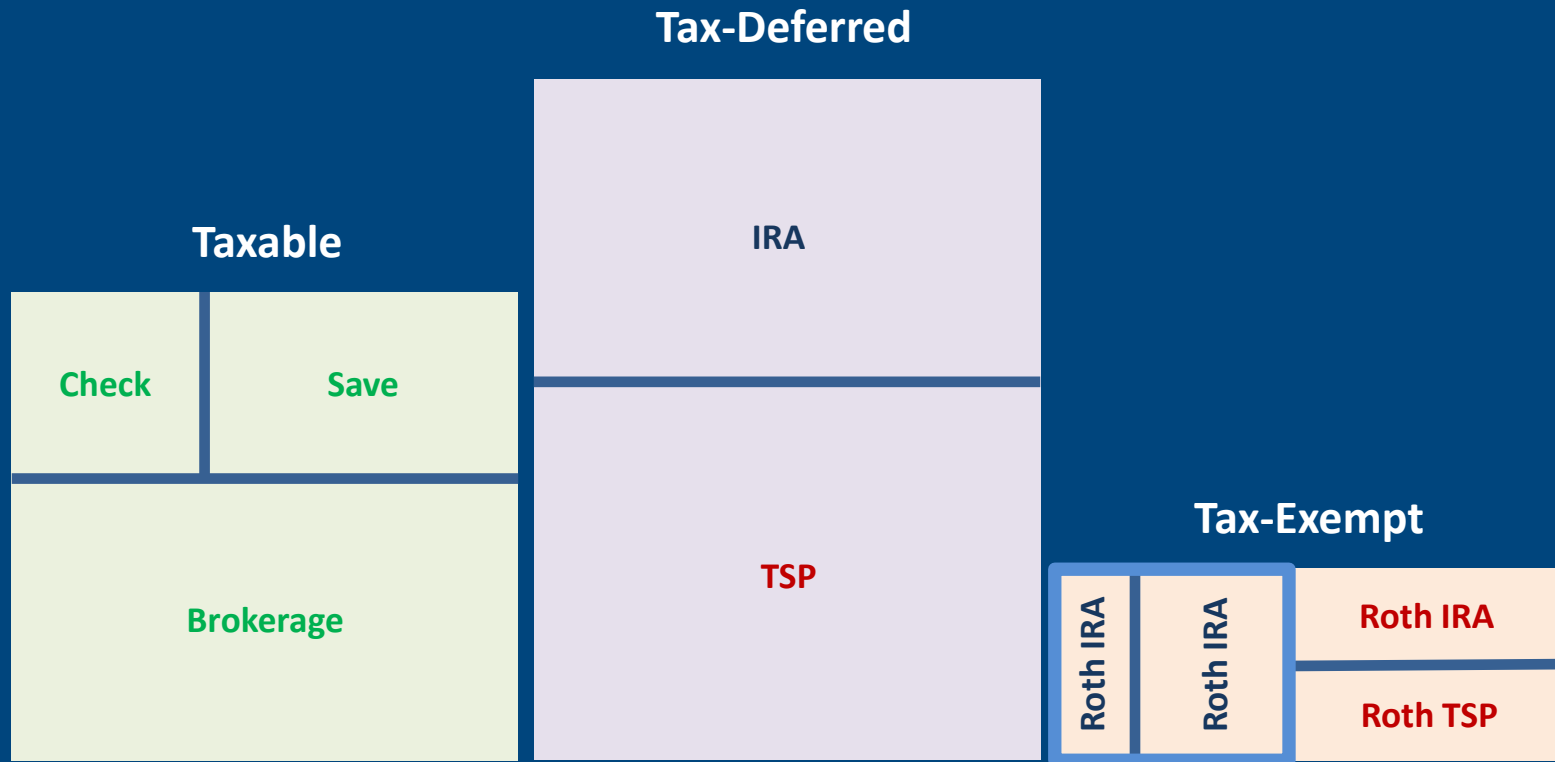 Tax-Deferred
IRA
TSP
Taxable
Check
Save
Brokerage
Tax-Exempt
Roth IRA
Roth IRA
Roth IRA
Roth TSP